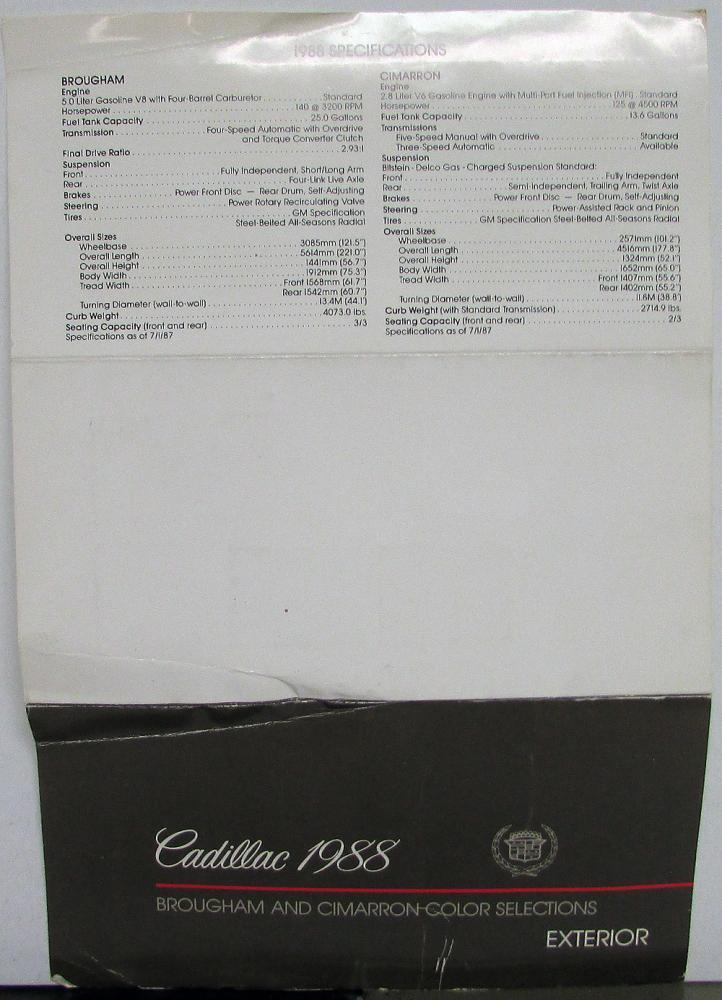 1988 SPECIFICATIONS
BROUGHAM
Engine
5.0 Liter Gasoline V8 with Four-Barrel Carburetor . . . . . . . . . . Standard
Horsepower . . . . . . . . . . 140 @ 3200 RPM
Fuel Tank Capacity . . . . . . . . . . 25.0 Gallons
Transmission . . . . . . . . . . Four-Speed Automatic with Overdrive
and Torque Converter Clutch
Final Drive Ratio . . . . . . . . . . 2.93:1
Suspension
Front . . . . . . . . . . Fully Independent, Short/Long Arm
Rear . . . . . . . . . . Four-Link Live Axle
Brakes . . . . . . . . . . Power Front Disc — Rear Drum, Self-Adjusting
Steering . . . . . . . . . . Power Rotary Recirculating Valve
Tires . . . . . . . . . . GM Specification
Steel-Belted All-Seasons Radial
Overall Sizes
Wheelbase . . . . . . . . . . 3085mm (121.5")
Overall Length . . . . . . . . . . 5614mm (221.0")
Overall Height . . . . . . . . . . 1441mm (56.7")
Body Width . . . . . . . . . . 1912mm (75.3")
Tread Width . . . . . . . . . . Front 1568mm (61.7")
Rear 1542mm (60.7")
Turning Diameter (wall-to-wall) . . . . . . . . . . 13.4M (44.1')
Curb Weight . . . . . . . . . . 4073.0 lbs.
Seating Capacity (front and rear) . . . . . . . . . . 3/3
Specifications as of 7/1/87
CIMARRON
Engine
2.8 Liter V6 Gasoline Engine with Multi-Port Fuel Injection (MFI) . Standard
Horsepower . . . . . . . . . . 125 @ 4500 RPM
Fuel Tank Capacity . . . . . . . . . . 13.6 Gallons
Transmissions
Five-Speed Manual with Overdrive . . . . . . . . . . Standard
Three-Speed Automatic . . . . . . . . . . Available
Suspension
Bilstein - Delco Gas - Charged Suspension Standard:
Front . . . . . . . . . . Fully Independent
Rear . . . . . . . . . . Semi-Independent, Trailing Arm, Twist Axle
Brakes . . . . . . . . . . Power Front Disc — Rear Drum, Self-Adjusting
Steering . . . . . . . . . . Power-Assisted Rack and Pinion
Tires . . . . . . . . . . GM Specification Steel-Belted All-Seasons Radial
Overall Sizes
Wheelbase . . . . . . . . . . 2571mm (101.2")
Overall Length . . . . . . . . . . 4516mm (177.8")
Overall Height . . . . . . . . . . 1324mm (52.1")
Body Width . . . . . . . . . . 1652mm (65.0")
Tread Width . . . . . . . . . . Front 1407mm (55.6")
Rear 1402mm (55.2")
Turning Diameter (wall-to-wall) . . . . . . . . . . 11.8M (38.8')
Curb Weight (with Standard Transmission) . . . . . . . . . . 2714.9 lbs.
Seating Capacity (front and rear) . . . . . . . . . . 2/3
Specifications as of 7/1/87
Cadillac 1988
BROUGHAM AND CIMARRON COLOR SELECTIONS
EXTERIOR